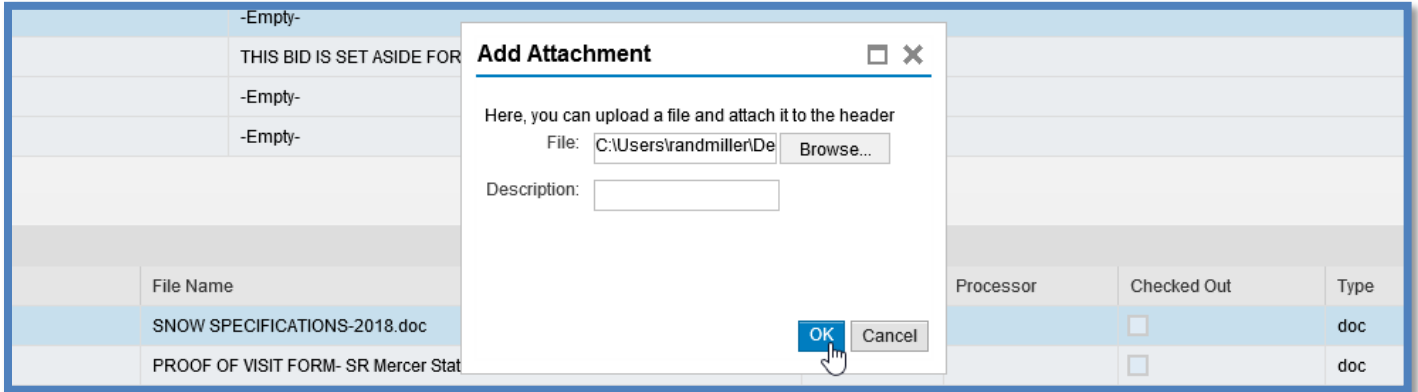 -Empty-
THIS BID IS SET ASIDE FOR
-Empty-
-Empty-
Add Attachment
Here, you can upload a file and attach it to the header
File: C:\Users\randmiller\De Browse...
Description:
OK Cancel
File Name Processor Checked Out Type
SNOW SPECIFICATIONS-2018.doc doc
PROOF OF VISIT FORM- SR Mercer Stat doc